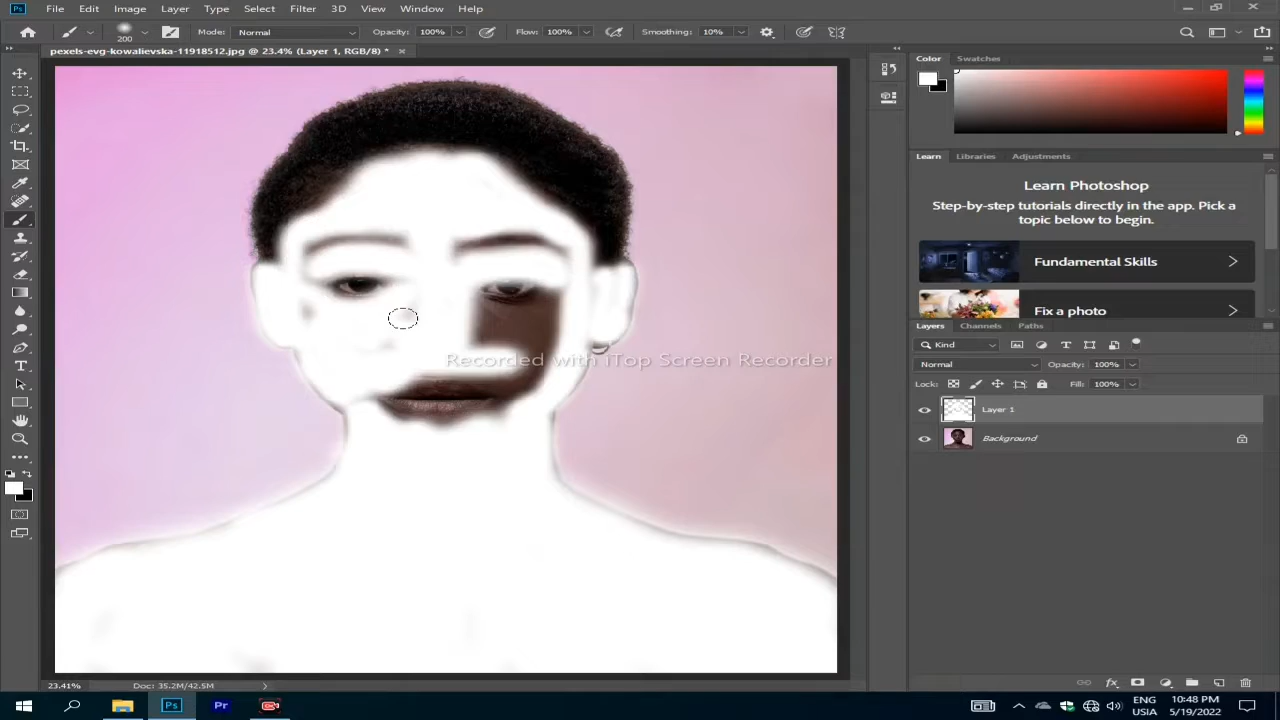 Ps File Edit Image Layer Type Select Filter 3D View Window Help
200 Mode: Normal Opacity: 100% Flow: 100% Smoothing: 10%
pexels-evg-kowalievska-11918512.jpg @ 23.4% (Layer 1, RGB/8) *
Color Swatches
Learn Libraries Adjustments
Learn Photoshop
Step-by-step tutorials directly in the app. Pick a
topic below to begin.
Fundamental Skills
Fix a photo
Layers Channels Paths
Kind
Normal Opacity: 100%
Lock: Fill: 100%
Layer 1
Background
Recorded with iTop Screen Recorder
23.41% Doc: 35.2M/42.5M
Ps Pr
ENG
USIA
10:48 PM
5/19/2022